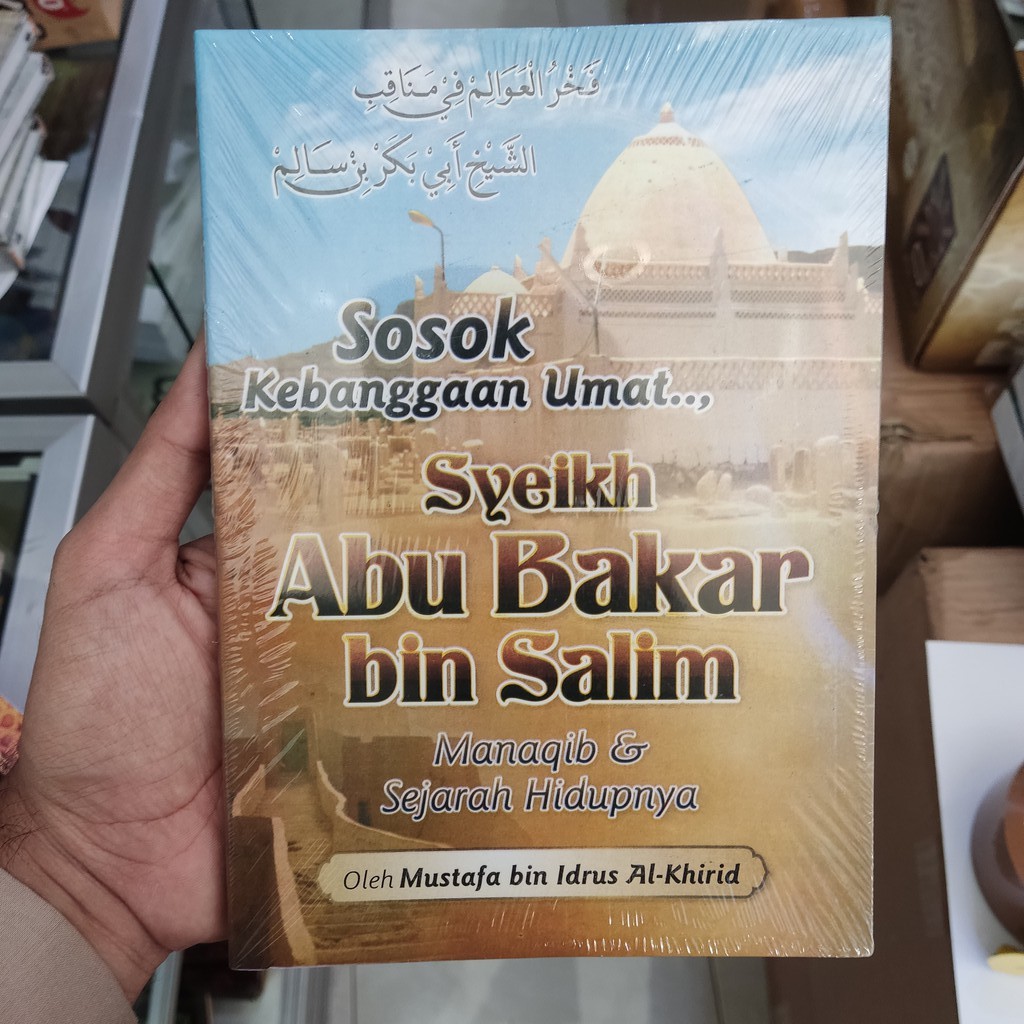 فَخْرُ الْعَوَالِمْ فِيْ مَنَاقِبِ
الشَّيْخِ أَبِيْ بَكَرْ بِنْ سَالِمْ
Sosok
Kebanggaan Umat..,
Syeikh
Abu Bakar
bin Salim
Manaqib &
Sejarah Hidupnya
Oleh Mustafa bin Idrus Al-Khirid